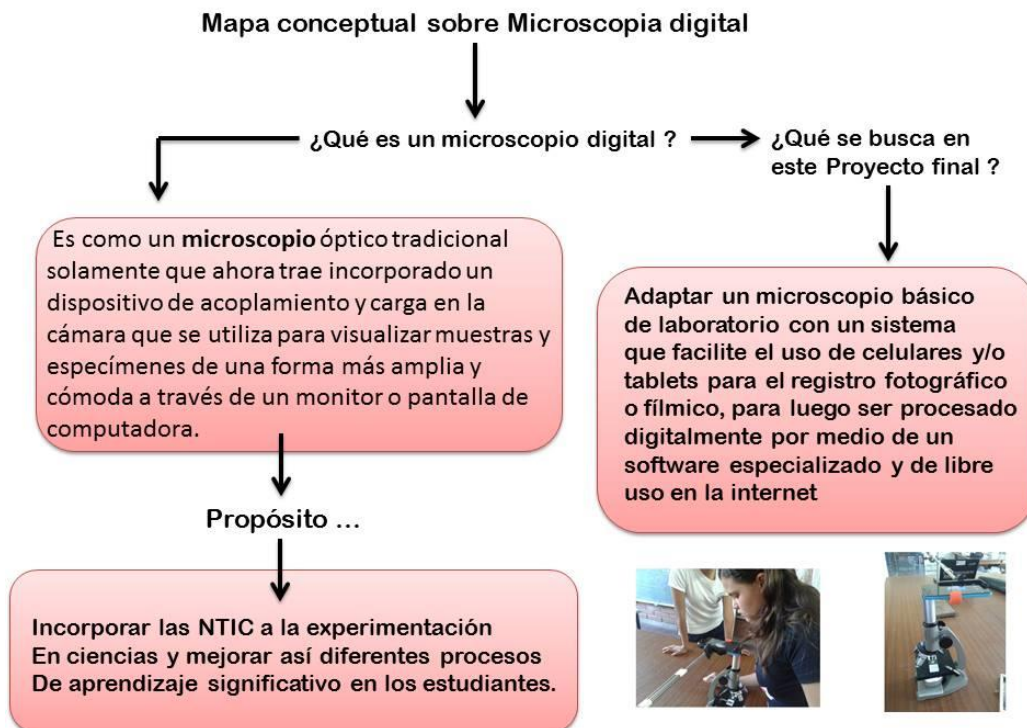 Mapa conceptual sobre Microscopia digital
¿Qué es un microscopio digital ?
¿Qué se busca en
este Proyecto final ?
Es como un microscopio óptico tradicional
solamente que ahora trae incorporado un
dispositivo de acoplamiento y carga en la
cámara que se utiliza para visualizar muestras y
especímenes de una forma más amplia y
cómoda a través de un monitor o pantalla de
computadora.
Adaptar un microscopio básico
de laboratorio con un sistema
que facilite el uso de celulares y/o
tablets para el registro fotográfico
o fílmico, para luego ser procesado
digitalmente por medio de un
software especializado y de libre
uso en la internet
Propósito ...
Incorporar las NTIC a la experimentación
En ciencias y mejorar así diferentes procesos
De aprendizaje significativo en los estudiantes.